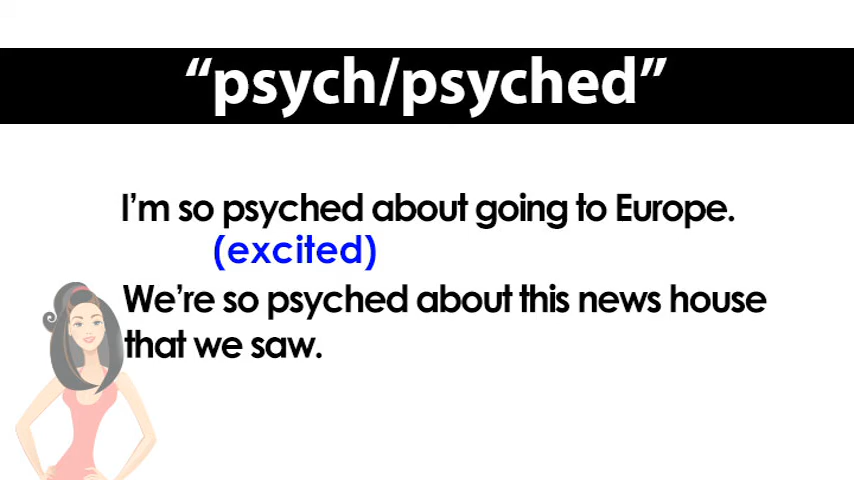 “psych/psyched”
I’m so psyched about going to Europe.
(excited)
We’re so psyched about this news house
that we saw.